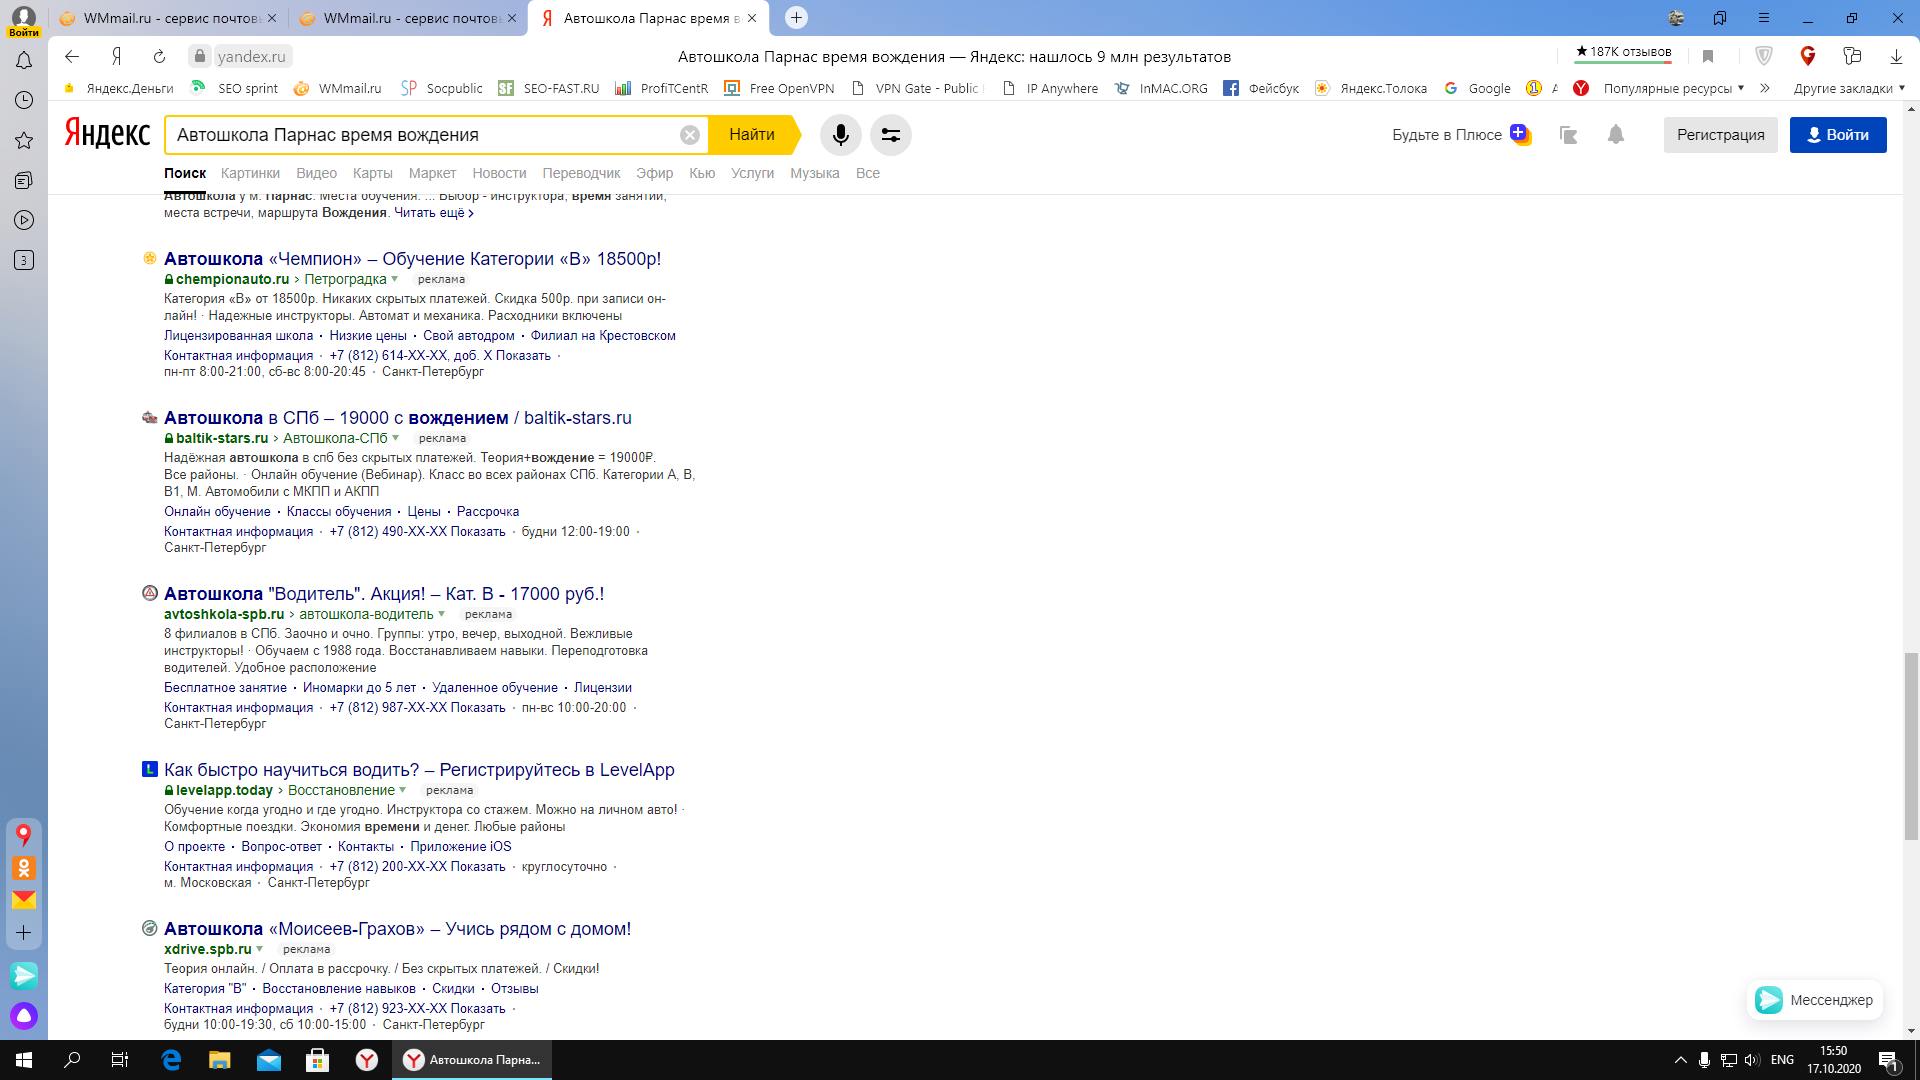 WMmail.ru - сервис почтовы
WMmail.ru - сервис почтовы
Автошкола Парнас время в
Войти
yandex.ru
Автошкола Парнас время вождения — Яндекс: нашлось 9 млн результатов
★187К отзывов
Яндекс.Деньги
SEO sprint
WMmail.ru
Socpublic
SEO-FAST.RU
ProfiTCentR
Free OpenVPN
VPN Gate - Public
IP Anywhere
InMAC.ORG
Фейсбук
Яндекс.Толока
Google
Популярные ресурсы
Другие закладки
Яндекс
Автошкола Парнас время вождения
Найти
Будьте в Плюсе
Регистрация
Войти
Поиск Картинки Видео Карты Маркет Новости Переводчик Эфир Кью Услуги Музыка Все
3
Автошкола у м. Парнас. Места обучения. ... Выбор - инструктора, время занятий,
места встречи, маршрута Вождения. Читать ещё >
Автошкола «Чемпион» – Обучение Категории «В» 18500р!
chempionauto.ru › Петроградка реклама
Категория «В» от 18500р. Никаких скрытых платежей. Скидка 500р. при записи он-
лайн! · Надежные инструкторы. Автомат и механика. Расходники включены
Лицензированная школа · Низкие цены · Свой автодром · Филиал на Крестовском
Контактная информация · +7 (812) 614-XX-XX, доб. X Показать ·
пн-пт 8:00-21:00, сб-вс 8:00-20:45 · Санкт-Петербург
Автошкола в СПб – 19000 с вождением / baltik-stars.ru
baltik-stars.ru › Автошкола-СПб реклама
Надёжная автошкола в спб без скрытых платежей. Теория+вождение = 19000₽.
Все районы. · Онлайн обучение (Вебинар). Класс во всех районах СПб. Категории А, В,
В1, М. Автомобили с МКПП и АКПП
Онлайн обучение · Классы обучения · Цены · Рассрочка
Контактная информация · +7 (812) 490-XX-XX Показать · будни 12:00-19:00 ·
Санкт-Петербург
Автошкола "Водитель". Акция! – Кат. В - 17000 руб.!
avtoshkola-spb.ru › автошкола-водитель реклама
8 филиалов в СПб. Заочно и очно. Группы: утро, вечер, выходной. Вежливые
инструкторы! · Обучаем с 1988 года. Восстанавливаем навыки. Переподготовка
водителей. Удобное расположение
Бесплатное занятие · Иномарки до 5 лет · Удаленное обучение · Лицензии
Контактная информация · +7 (812) 987-XX-XX Показать · пн-вс 10:00-20:00 ·
Санкт-Петербург
Как быстро научиться водить? – Регистрируйтесь в LevelApp
levelapp.today › Восстановление реклама
Обучение когда угодно и где угодно. Инструктора со стажем. Можно на личном авто! ·
Комфортные поездки. Экономия времени и денег. Любые районы
О проекте · Вопрос-ответ · Контакты · Приложение iOS
Контактная информация · +7 (812) 200-XX-XX Показать · круглосуточно ·
м. Московская · Санкт-Петербург
Автошкола «Моисеев-Грахов» – Учись рядом с домом!
xdrive.spb.ru реклама
Теория онлайн. / Оплата в рассрочку. / Без скрытых платежей. / Скидки!
Категория "В" · Восстановление навыков · Скидки · Отзывы
Контактная информация · +7 (812) 923-XX-XX Показать ·
будни 10:00-19:30, сб 10:00-15:00 · Санкт-Петербург
Мессенджер
Автошкола Парна...
ENG
15:50
17.10.2020
1